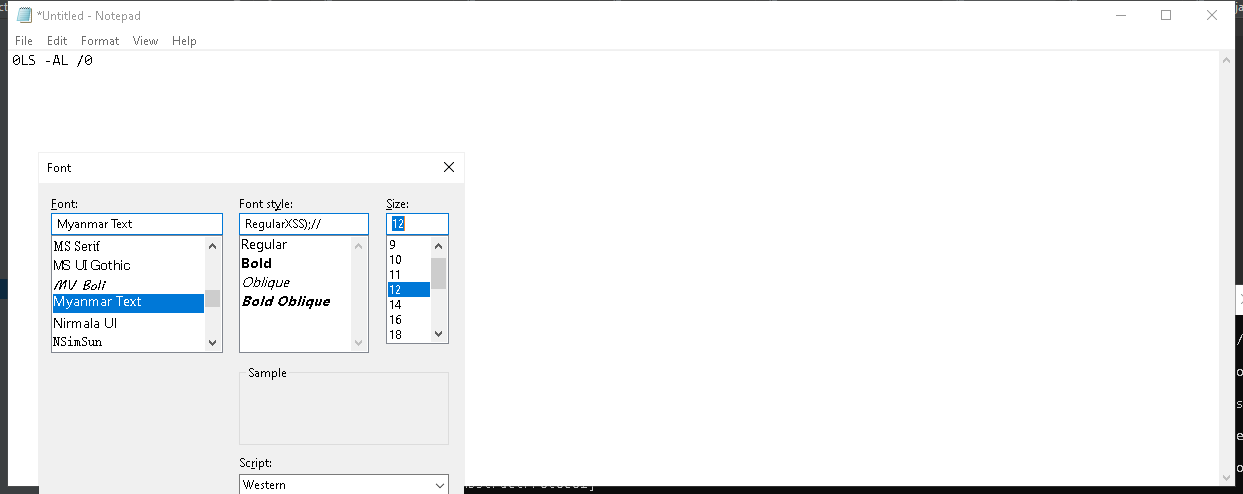 *Untitled - Notepad
File Edit Format View Help
0LS -AL /0
Font
Font: Font style: Size:
Myanmar Text RegularXSS);// 12
MS Serif Regular 9
MS UI Gothic Bold 10
MV Boli Oblique 11
Myanmar Text Bold Oblique 12
Nirmala UI 14
NSimSun 16
18
Sample
Script:
Western